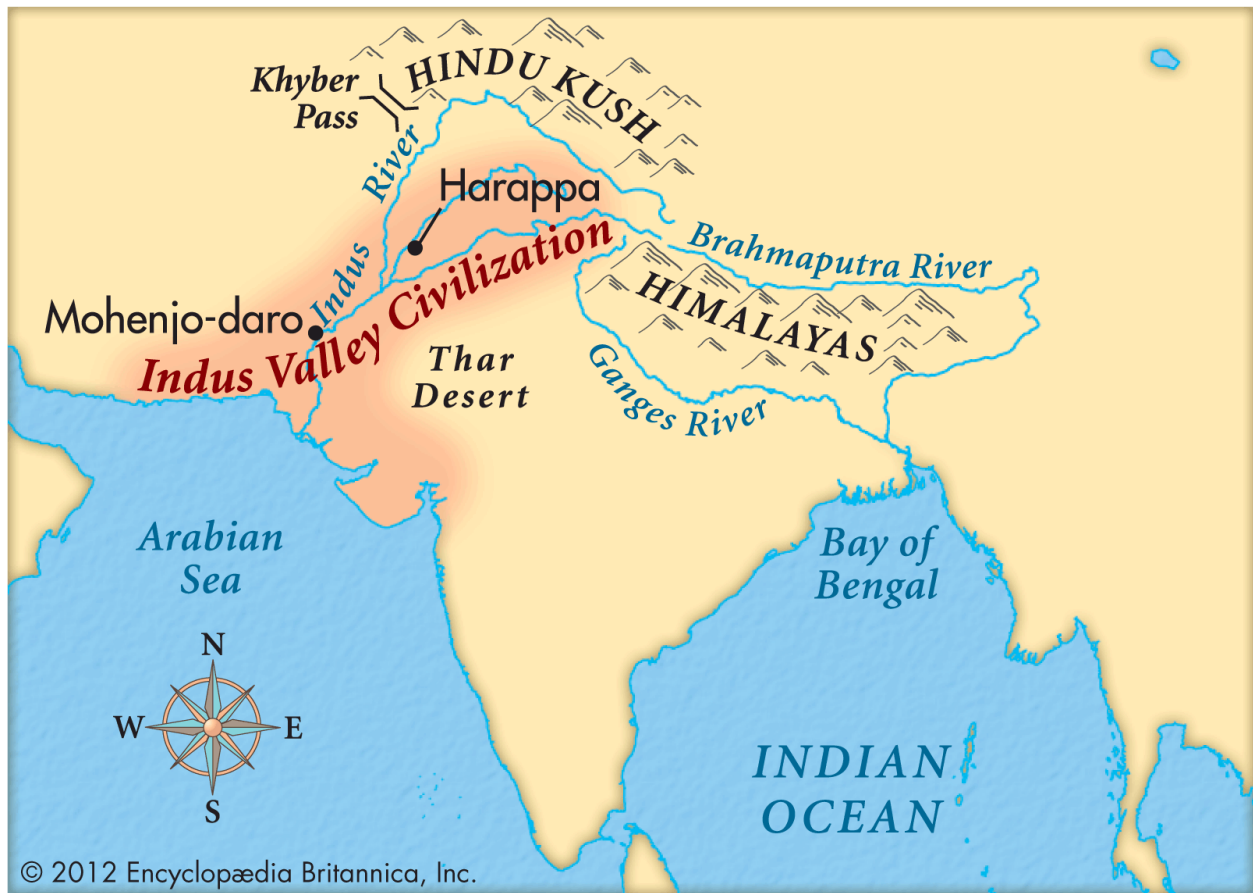 HINDU KUSH
Khyber
Pass
River
Harappa
Indus
Brahmaputra River
HIMALAYAS
Mohenjo-daro
Indus Valley Civilization
Thar
Desert
Ganges River
Arabian
Sea
Bay of
Bengal
N
W
E
S
INDIAN
OCEAN
© 2012 Encyclopædia Britannica, Inc.